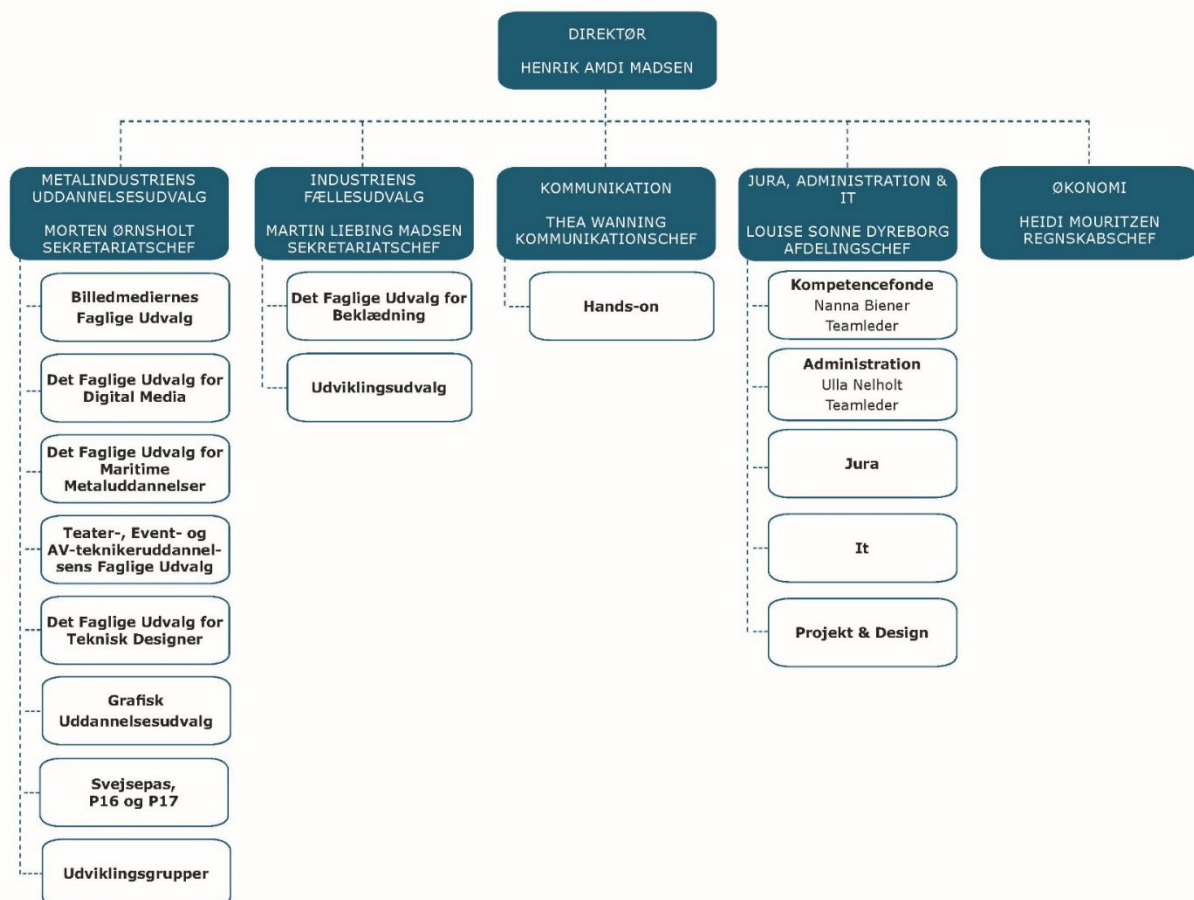 DIREKTØR
HENRIK AMDI MADSEN
METALINDUSTRIENS
UDDANNELSESUDVALG
MORTEN ØRNSHOLT
SEKRETARIATSCHEF
Billedmediernes
Faglige Udvalg
Det Faglige Udvalg for
Digital Media
Det Faglige Udvalg for
Maritime
Metaluddannelser
Teater-, Event- og
AV-teknikeruddannel-
sens Faglige Udvalg
Det Faglige Udvalg for
Teknisk Designer
Grafisk
Uddannelsesudvalg
Svejsepas,
P16 og P17
Udviklingsgrupper
INDUSTRIENS
FÆLLESUDVALG
MARTIN LIEBING MADSEN
SEKRETARIATSCHEF
Det Faglige Udvalg for
Beklædning
Udviklingsudvalg
KOMMUNIKATION
THEA WANNING
KOMMUNIKATIONSCHEF
Hands-on
JURA, ADMINISTRATION &
IT
LOUISE SONNE DYREBORG
AFDELINGSCHEF
Kompetencefonde
Nanna Biener
Teamleder
Administration
Ulla Nelholt
Teamleder
Jura
It
Projekt & Design
ØKONOMI
HEIDI MOURITZEN
REGNSKABSCHEF